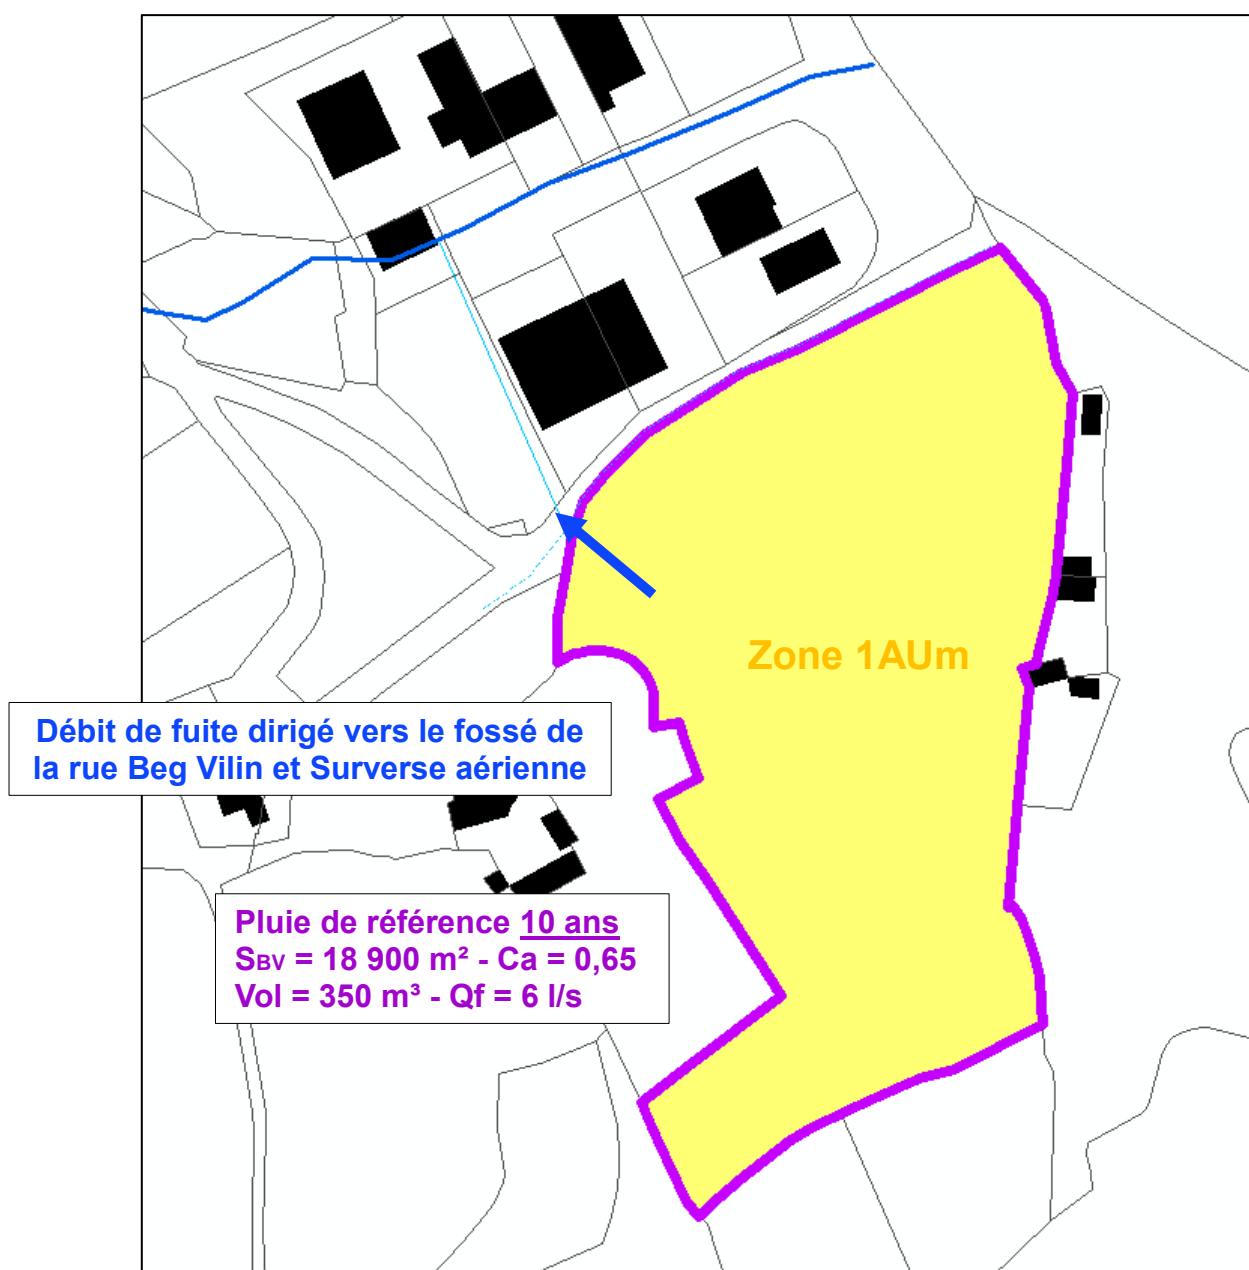 Zone 1AUm
Débit de fuite dirigé vers le fossé de
la rue Beg Vilin et Surverse aérienne
Pluie de référence 10 ans
SBV = 18 900 m² - Ca = 0,65
Vol = 350 m³ - Qf = 6 l/s